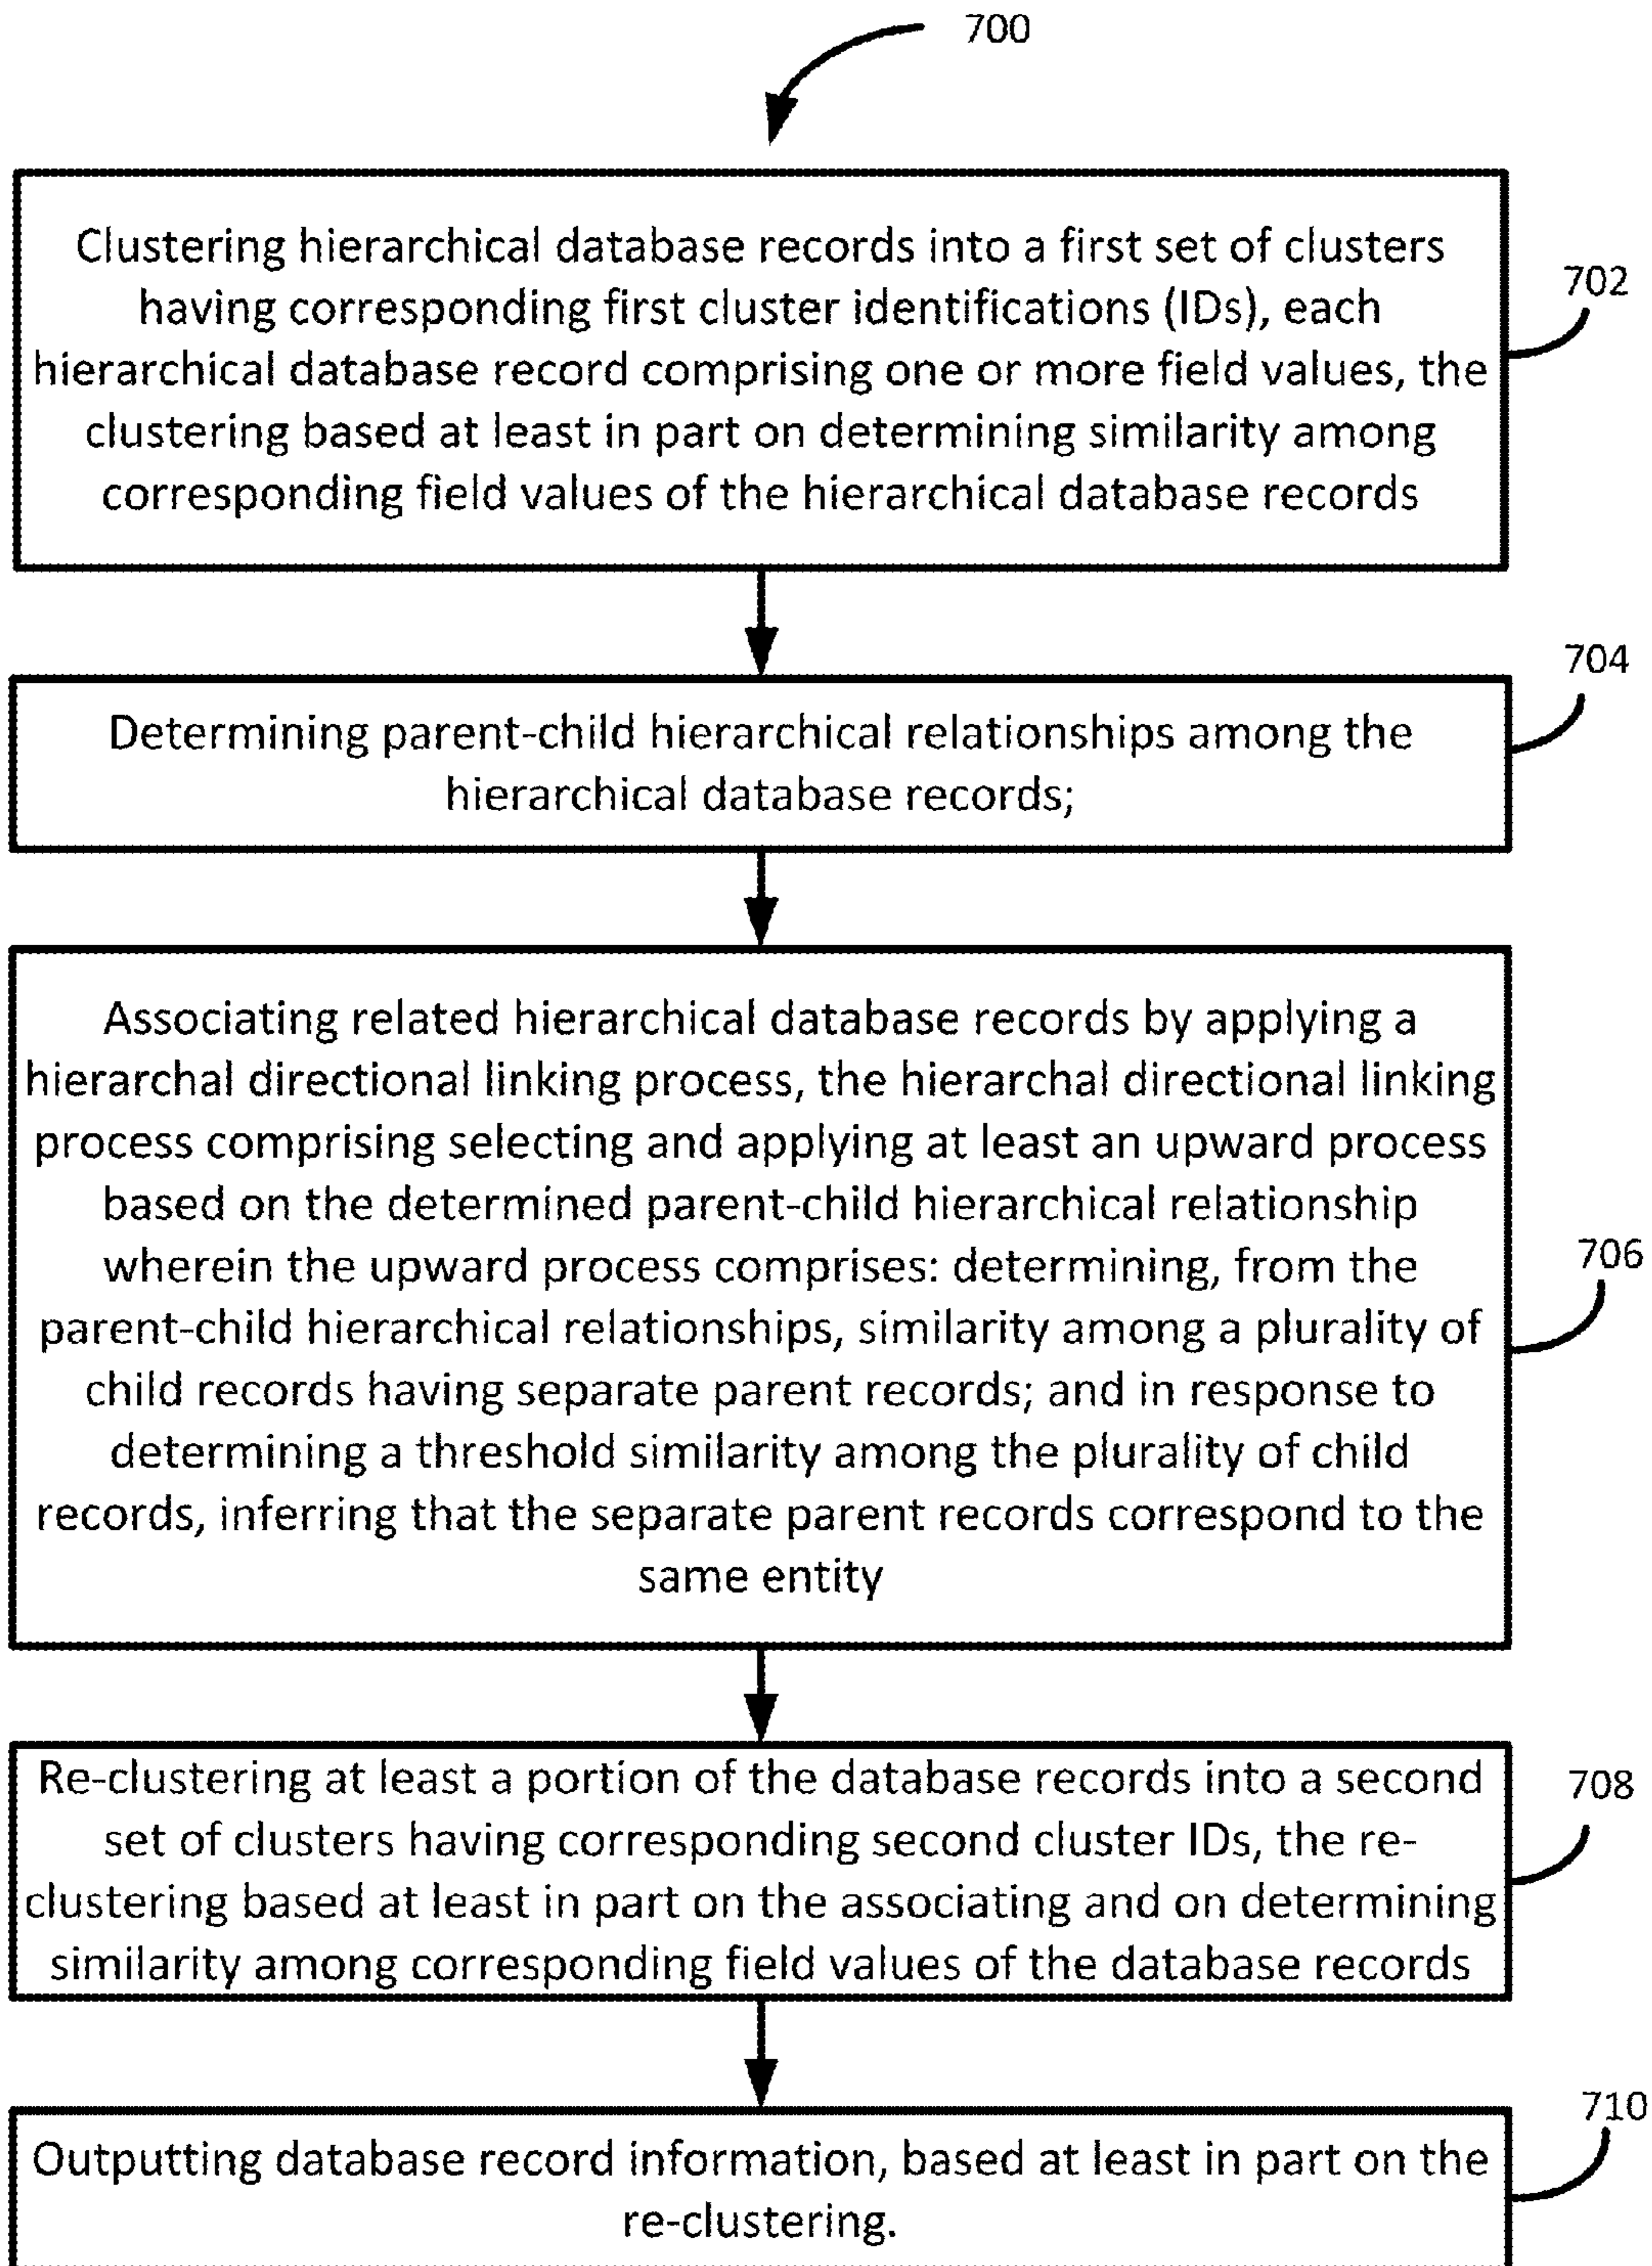 700
Clustering hierarchical database records into a first set of clusters
having corresponding first cluster identifications (IDs), each
hierarchical database record comprising one or more field values, the
clustering based at least in part on determining similarity among
corresponding field values of the hierarchical database records
702
Determining parent-child hierarchical relationships among the
hierarchical database records;
704
Associating related hierarchical database records by applying a
hierarchal directional linking process, the hierarchal directional linking
process comprising selecting and applying at least an upward process
based on the determined parent-child hierarchical relationship
wherein the upward process comprises: determining, from the
parent-child hierarchical relationships, similarity among a plurality of
child records having separate parent records; and in response to
determining a threshold similarity among the plurality of child
records, inferring that the separate parent records correspond to the
same entity
706
Re-clustering at least a portion of the database records into a second
set of clusters having corresponding second cluster IDs, the re-
clustering based at least in part on the associating and on determining
similarity among corresponding field values of the database records
708
Outputting database record information, based at least in part on the
re-clustering.
710